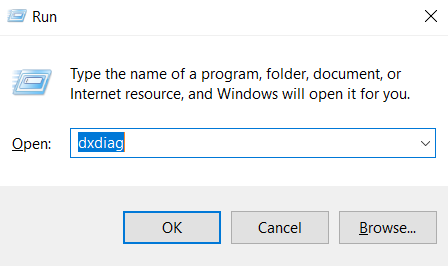 Run
Type the name of a program, folder, document, or
Internet resource, and Windows will open it for you.
Open: dxdiag
OK Cancel Browse...